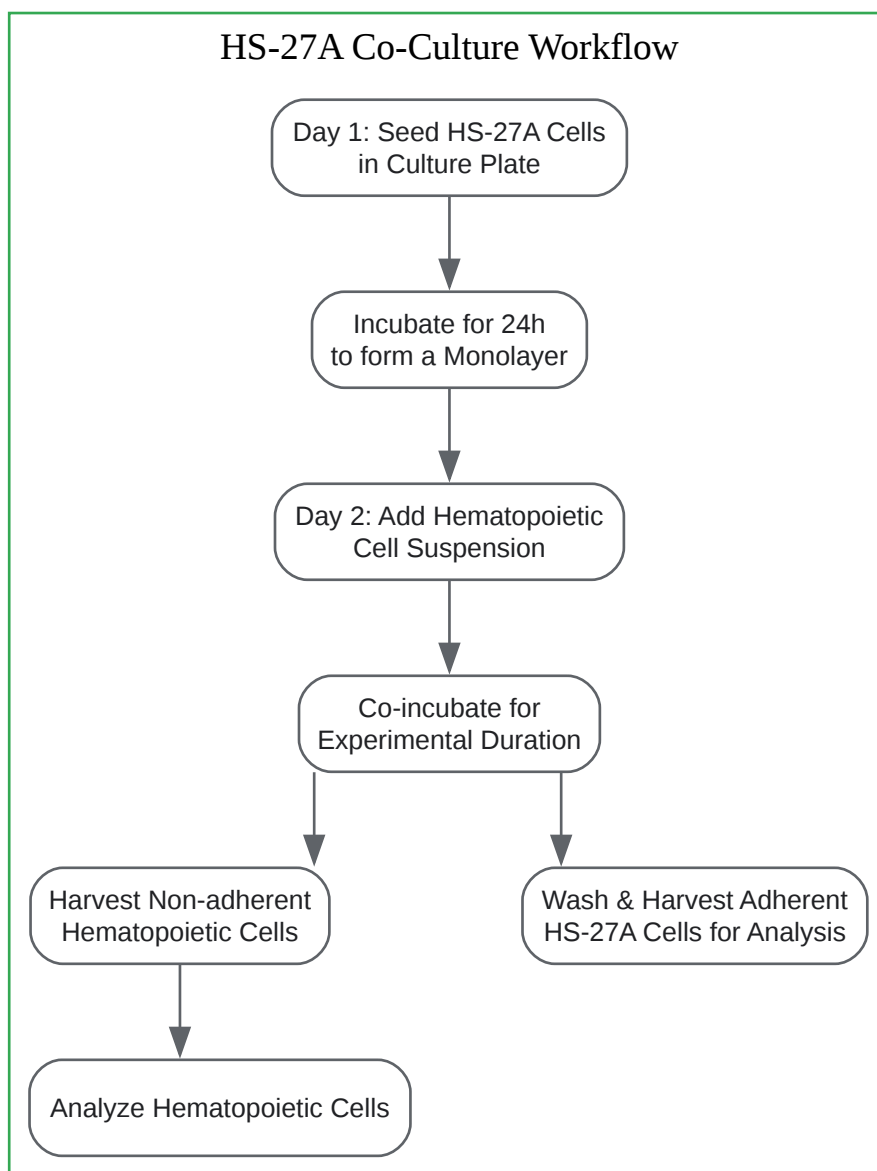 HS-27A Co-Culture Workflow
Day 1: Seed HS-27A Cells
in Culture Plate
Incubate for 24h
to form a Monolayer
Day 2: Add Hematopoietic
Cell Suspension
Co-incubate for
Experimental Duration
Harvest Non-adherent
Hematopoietic Cells
Wash & Harvest Adherent
HS-27A Cells for Analysis
Analyze Hematopoietic Cells